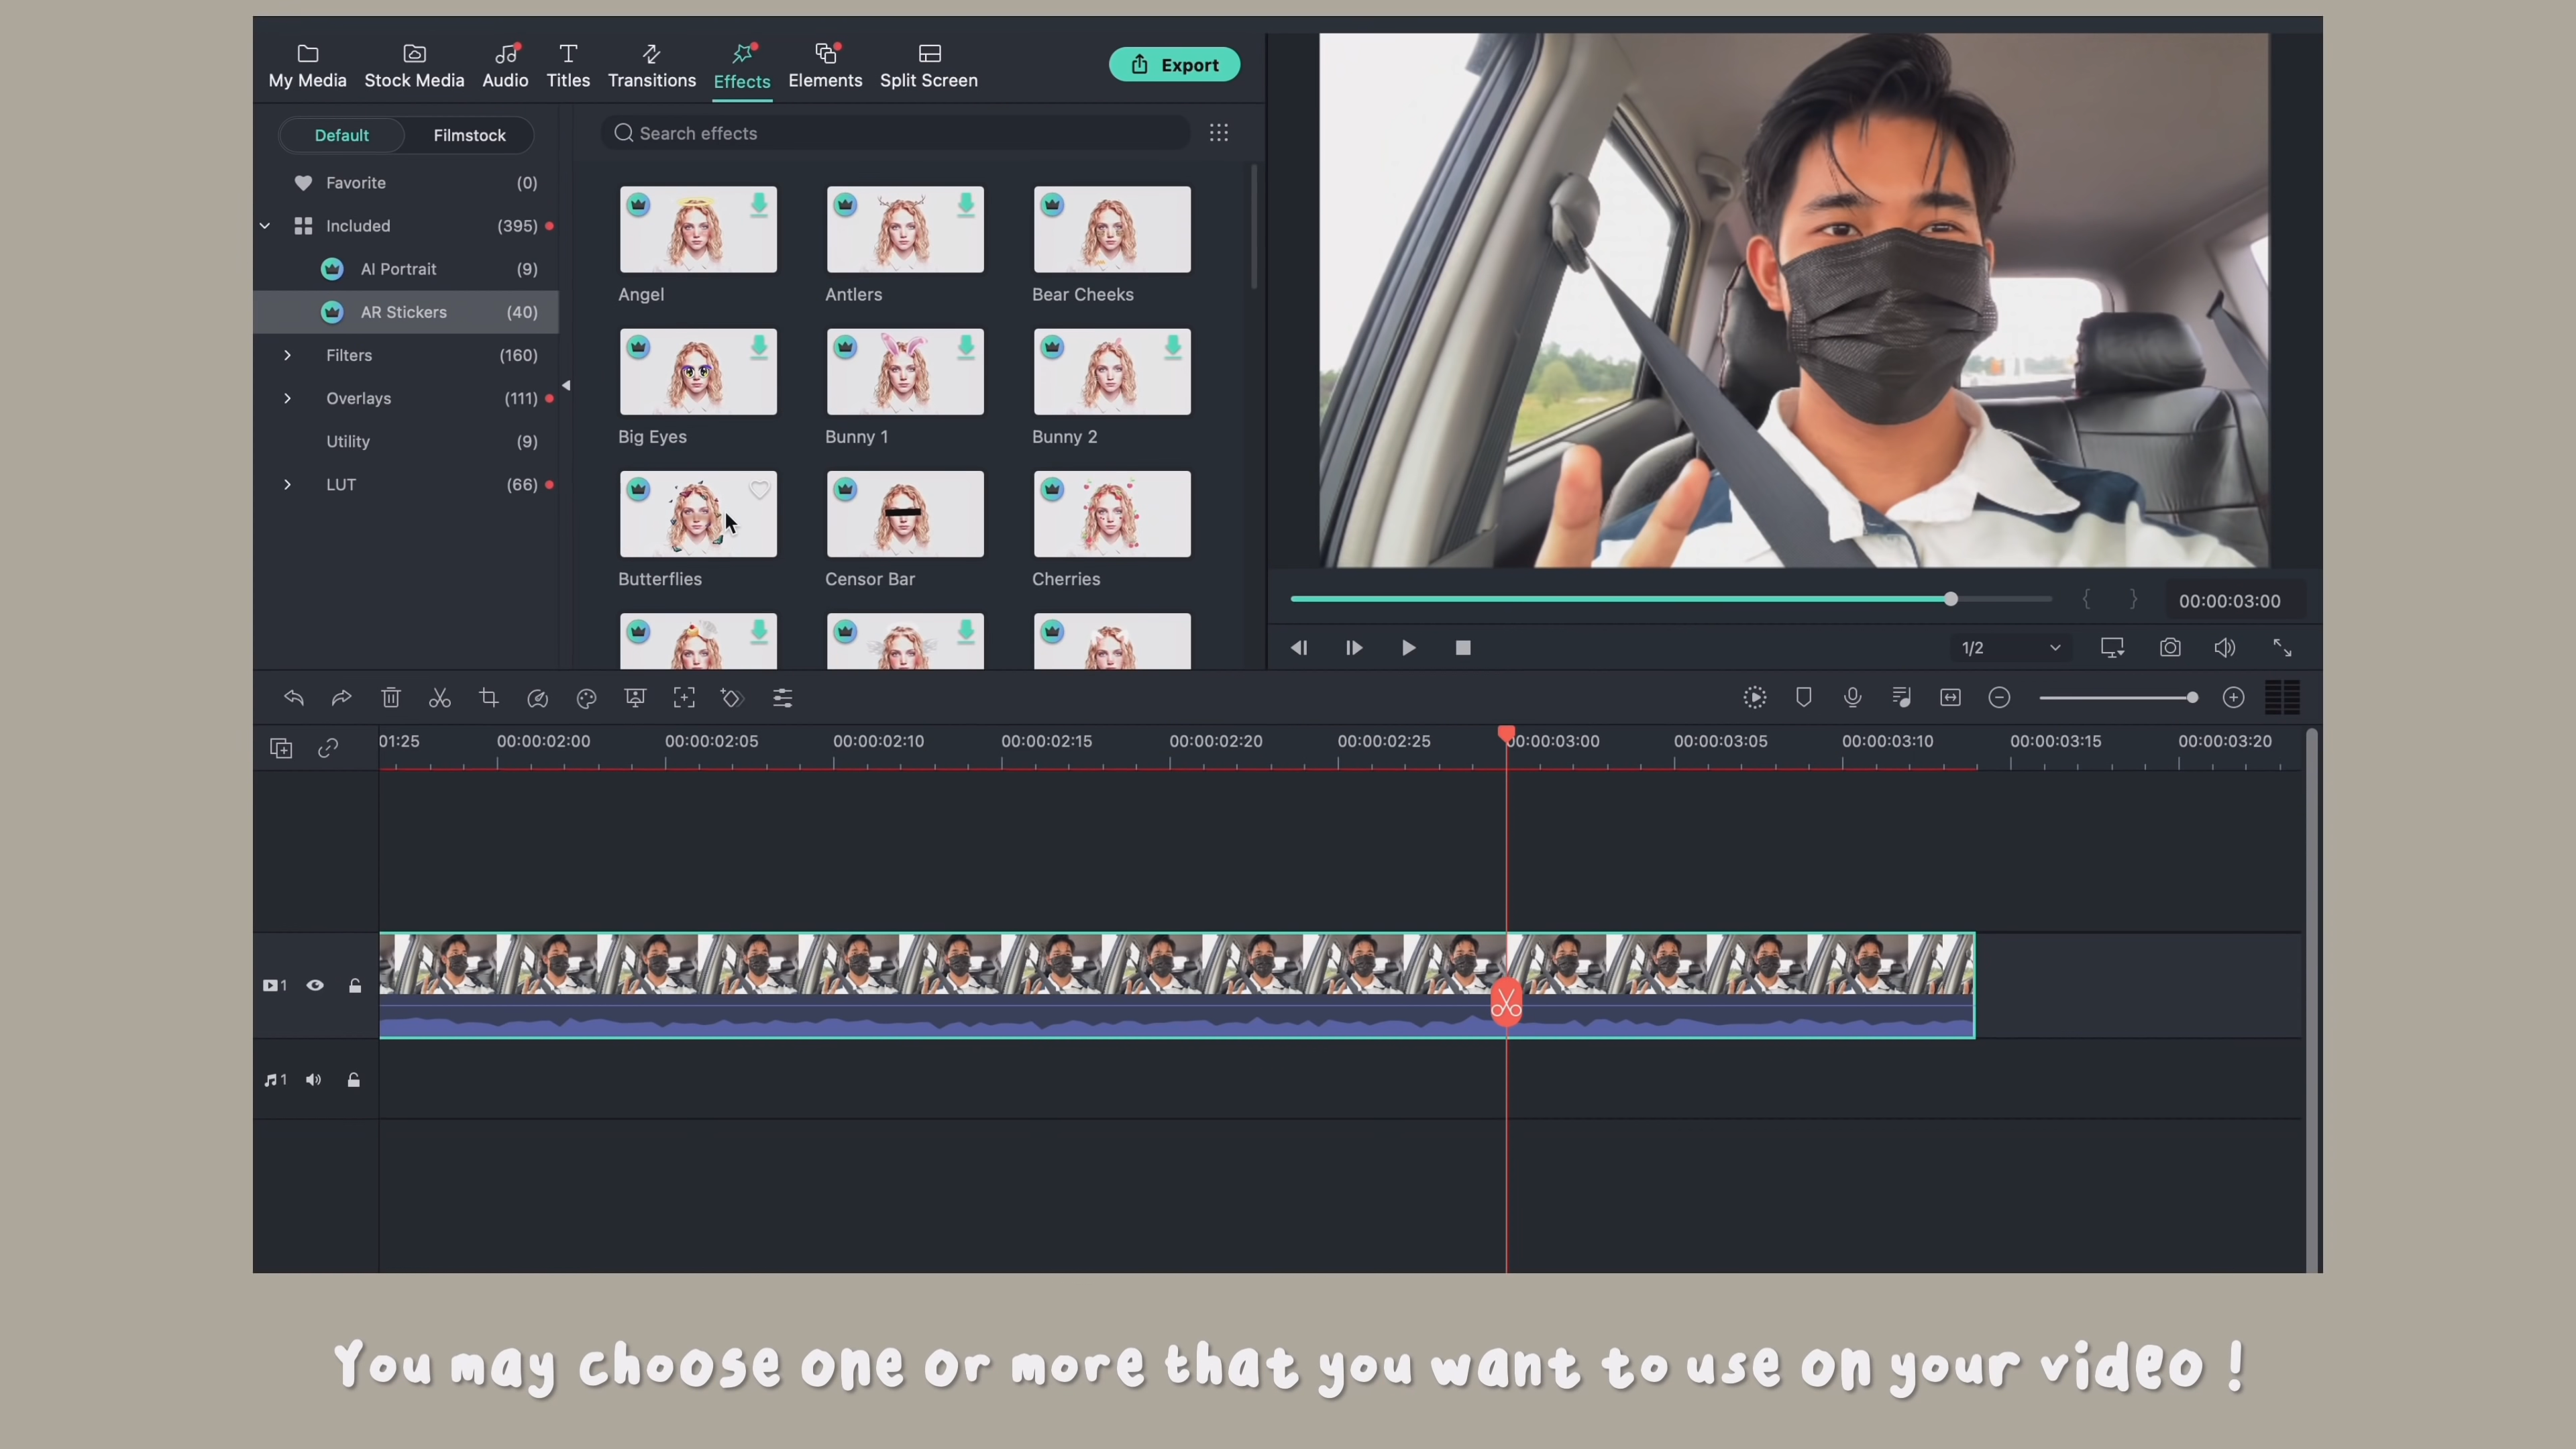 My Media Stock Media Audio Titles Transitions Effects Elements Split Screen Export
Default Filmstock
Search effects
Favorite (0)
Included (395)
AI Portrait (9)
AR Stickers (40)
Filters (160)
Overlays (111)
Utility (9)
LUT (66)
Angel Antlers Bear Cheeks
Big Eyes Bunny 1 Bunny 2
Butterflies Censor Bar Cherries
00:00:03:00
1/2
01:25 00:00:02:00 00:00:02:05 00:00:02:10 00:00:02:15 00:00:02:20 00:00:02:25 00:00:03:00 00:00:03:05 00:00:03:10 00:00:03:15 00:00:03:20
1
1
You may choose one or more that you want to use on your video !